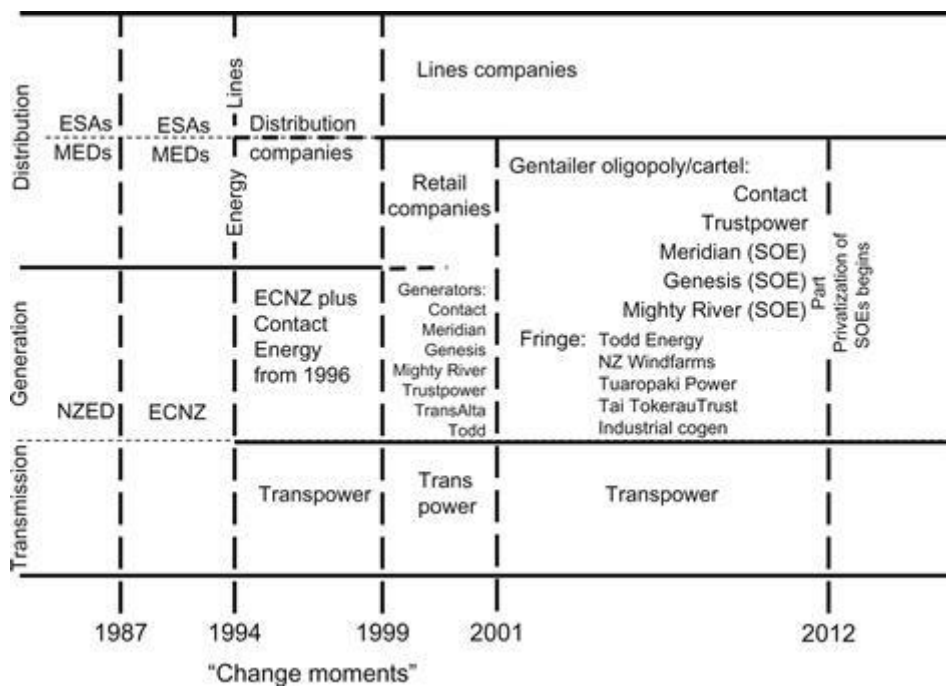 Distribution
Generation
Transmission
ESAs
MEDs
ESAs
MEDs
Energy Lines
Distribution
companies
Lines companies
Retail
companies
Gentailer oligopoly/cartel:
Contact
Trustpower
Meridian (SOE)
Genesis (SOE)
Mighty River (SOE)
Fringe: Todd Energy
NZ Windfarms
Tuaropaki Power
Tai TokerauTrust
Industrial cogen
Part
Privatization of
SOEs begins
NZED
ECNZ
ECNZ plus
Contact
Energy
from 1996
Generators:
Contact
Meridian
Genesis
Mighty River
Trustpower
TransAlta
Todd
Transpower
Trans
power
Transpower
1987
1994
1999
2001
2012
“Change moments”